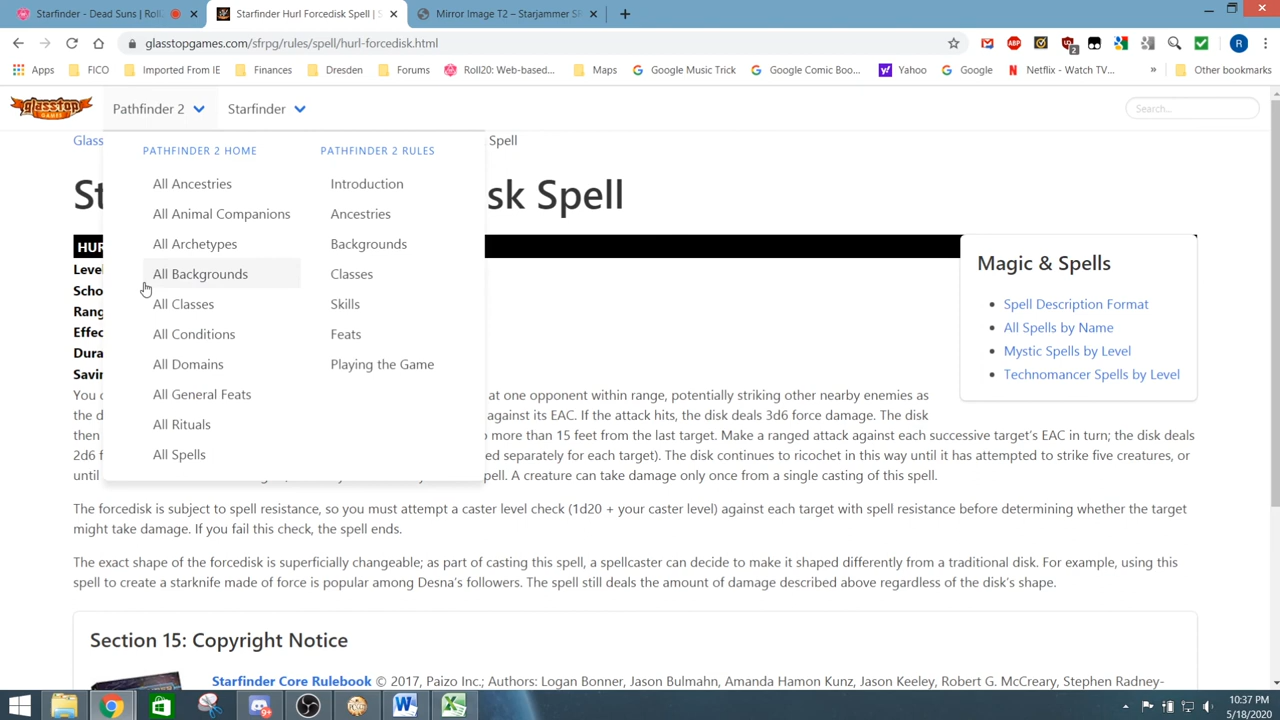 Starfinder - Dead Suns | Roll
Starfinder Hurl Forcedisk Spell |
Mirror Image T2 – Starjammer SF
glasstopgames.com/sfrpg/rules/spell/hurl-forcedisk.html
ABP
2
R
Apps
FICO
Imported From IE
Finances
Dresden
Forums
Roll20: Web-based...
Maps
Google Music Trick
Google Comic Boo...
Yahoo
Google
Netflix - Watch TV...
»
Other bookmarks
glasstop
GAMES
Pathfinder 2
Starfinder
Search...
Glass
Spell
PATHFINDER 2 HOME
PATHFINDER 2 RULES
All Ancestries
Introduction
All Animal Companions
Ancestries
All Archetypes
Backgrounds
All Backgrounds
Classes
All Classes
Skills
All Conditions
Feats
All Domains
Playing the Game
All General Feats
All Rituals
All Spells
St
sk Spell
HUR
Level
Scho
Rang
Effec
Dura
Savin
Magic & Spells
• Spell Description Format
• All Spells by Name
• Mystic Spells by Level
• Technomancer Spells by Level
You c
at one opponent within range, potentially striking other nearby enemies as
the d
against its EAC. If the attack hits, the disk deals 3d6 force damage. The disk
then
o more than 15 feet from the last target. Make a ranged attack against each successive target's EAC in turn; the disk deals
2d6 f
ed separately for each target). The disk continues to ricochet in this way until it has attempted to strike five creatures, or
until
pell. A creature can take damage only once from a single casting of this spell.
The forcedisk is subject to spell resistance, so you must attempt a caster level check (1d20 + your caster level) against each target with spell resistance before determining whether the target
might take damage. If you fail this check, the spell ends.
The exact shape of the forcedisk is superficially changeable; as part of casting this spell, a spellcaster can decide to make it shaped differently from a traditional disk. For example, using this
spell to create a starknife made of force is popular among Desna's followers. The spell still deals the amount of damage described above regardless of the disk's shape.
Section 15: Copyright Notice
Starfinder Core Rulebook © 2017, Paizo Inc.; Authors: Logan Bonner, Jason Bulmahn, Amanda Hamon Kunz, Jason Keeley, Robert G. McCreary, Stephen Radney-
10:37 PM
5/18/2020